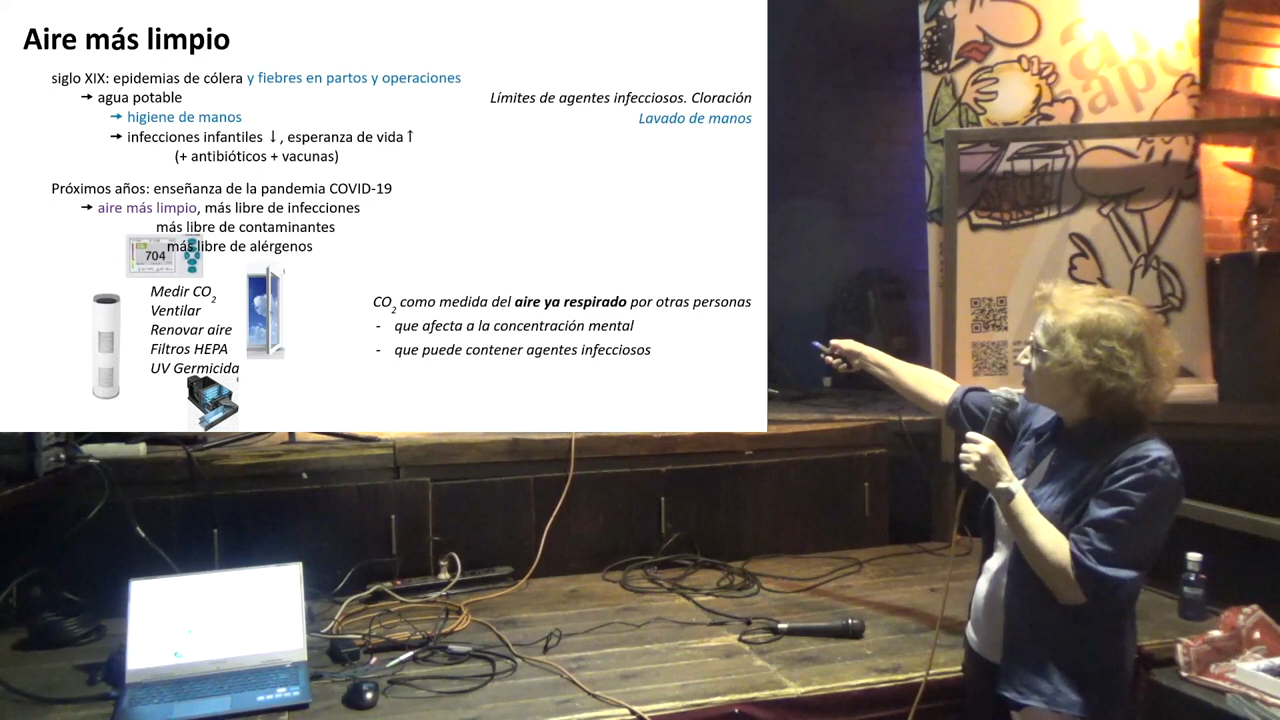 Aire más limpio
siglo XIX: epidemias de cólera y fiebres en partos y operaciones
➔ agua potable
Límites de agentes infecciosos. Cloración
➔ higiene de manos
Lavado de manos
➔ infecciones infantiles ↓, esperanza de vida ↑
(+ antibióticos + vacunas)
Próximos años: enseñanza de la pandemia COVID-19
➔ aire más limpio, más libre de infecciones
más libre de contaminantes
más libre de alérgenos
704
Medir CO2
Ventilar
Renovar aire
Filtros HEPA
UV Germicida
CO2 como medida del aire ya respirado por otras personas
- que afecta a la concentración mental
- que puede contener agentes infecciosos